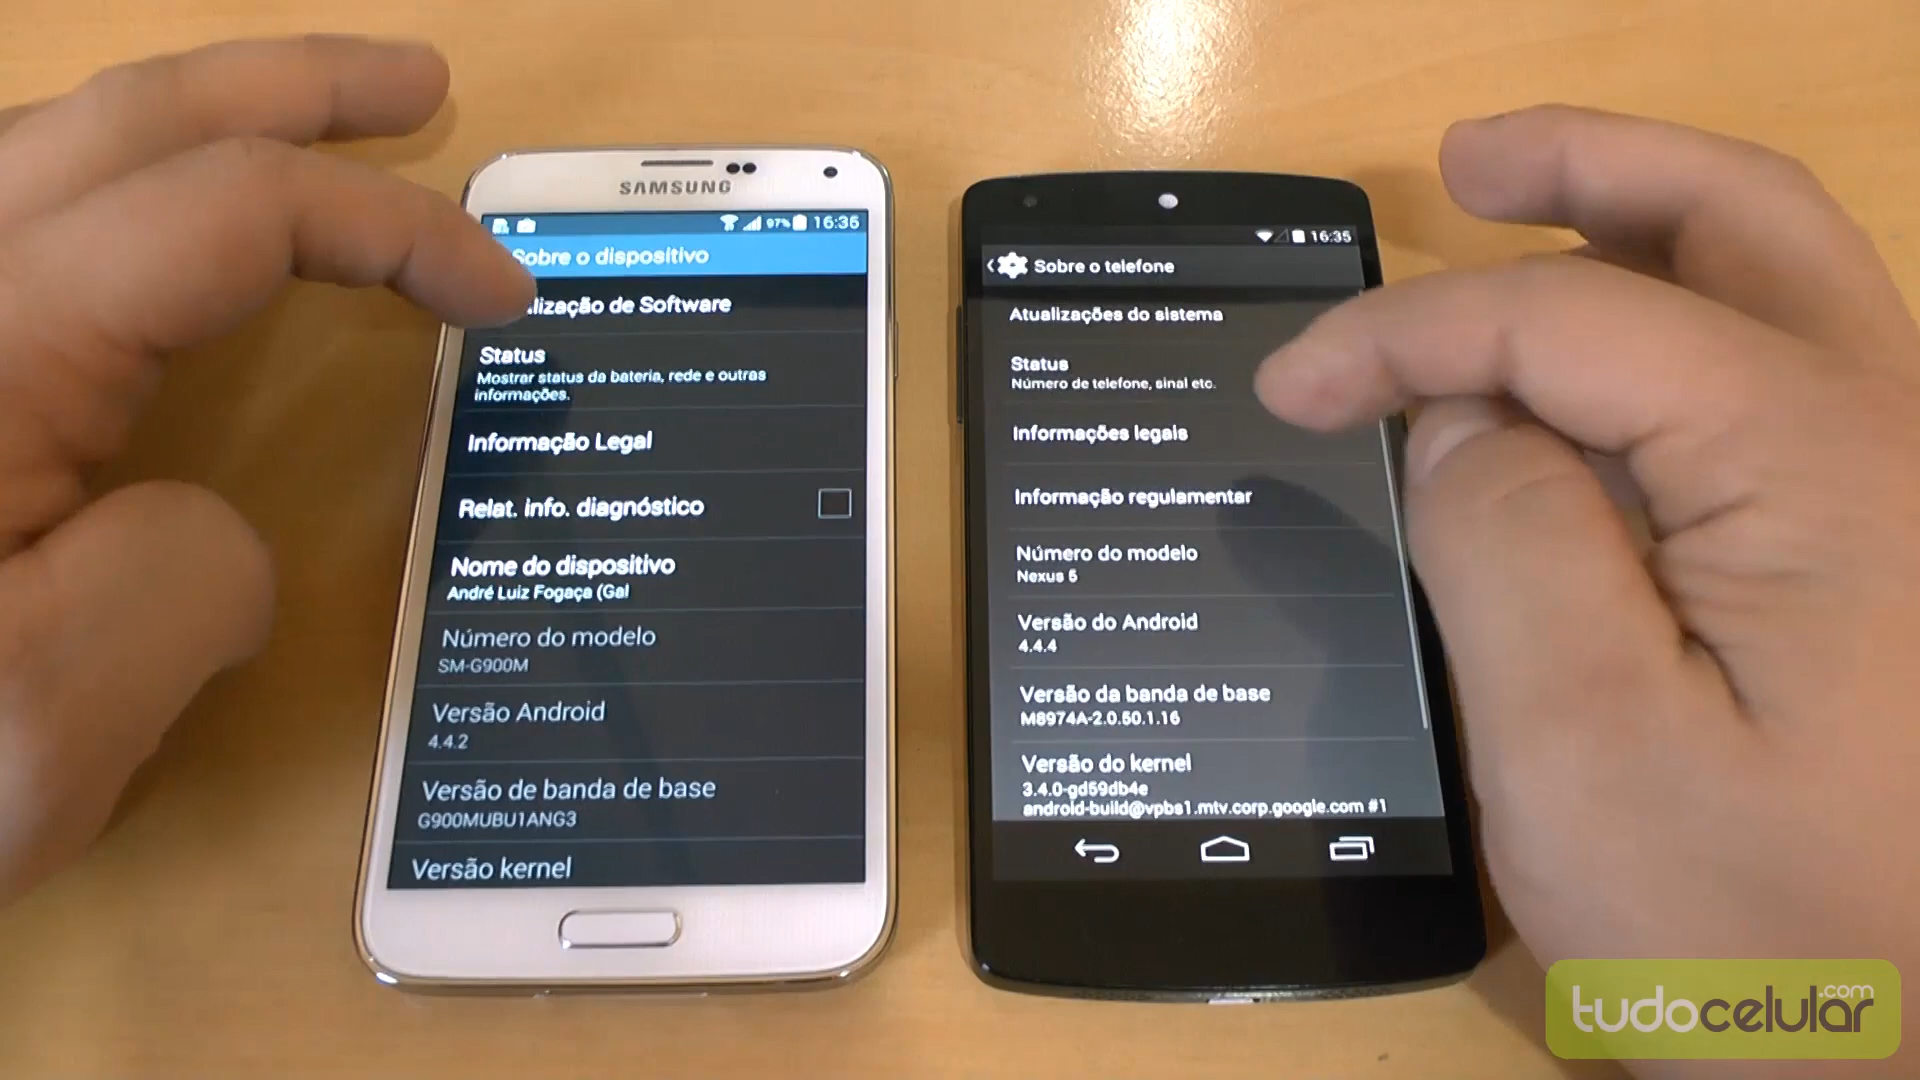 SAMSUNG
97% 16:35
Sobre o dispositivo
lização de Software
Status
Mostrar status da bateria, rede e outras
informações.
Informação Legal
Relat. info. diagnóstico
Nome do dispositivo
André Luiz Fogaça (Gal
Número do modelo
SM-G900M
Versão Android
4.4.2
Versão de banda de base
G900MUBU1ANG3
Versão kernel
16:35
Sobre o telefone
Atualizações do sistema
Status
Número de telefone, sinal etc.
Informações legais
Informação regulamentar
Número do modelo
Nexus 5
Versão do Android
4.4.4
Versão da banda de base
M8974A-2.0.50.1.16
Versão do kernel
3.4.0-gd59db4e
android-build@vpbs1.mtv.corp.google.com #1
tudocelular.com